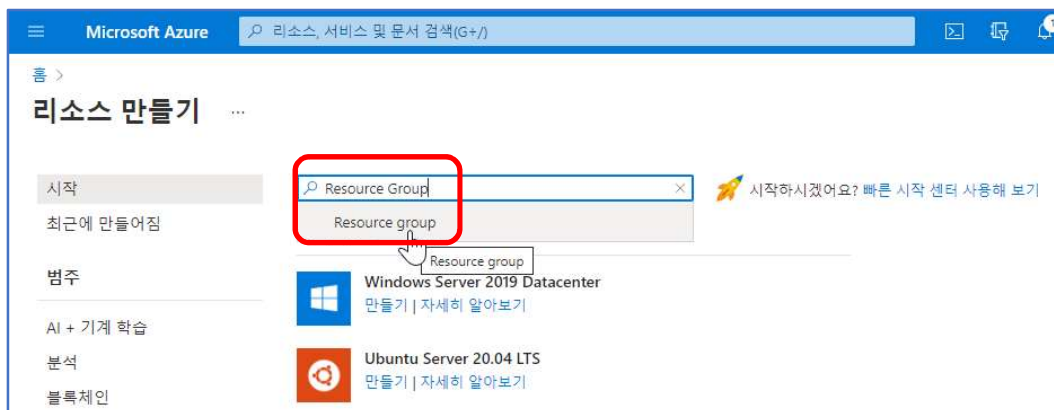 Microsoft Azure
리소스, 서비스 및 문서 검색(G+/)
1
홈 >
리소스 만들기 ...
시작
최근에 만들어짐
범주
AI + 기계 학습
분석
블록체인
Resource Group
Resource group
Resource group
시작하시겠어요? 빠른 시작 센터 사용해 보기
Windows Server 2019 Datacenter
만들기 | 자세히 알아보기
Ubuntu Server 20.04 LTS
만들기 | 자세히 알아보기